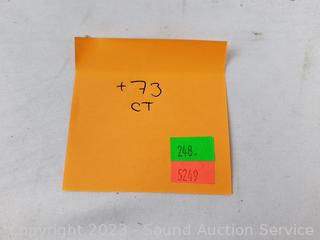 +73
CT
248.
5249
Copyright 2023 - Sound Auction Service